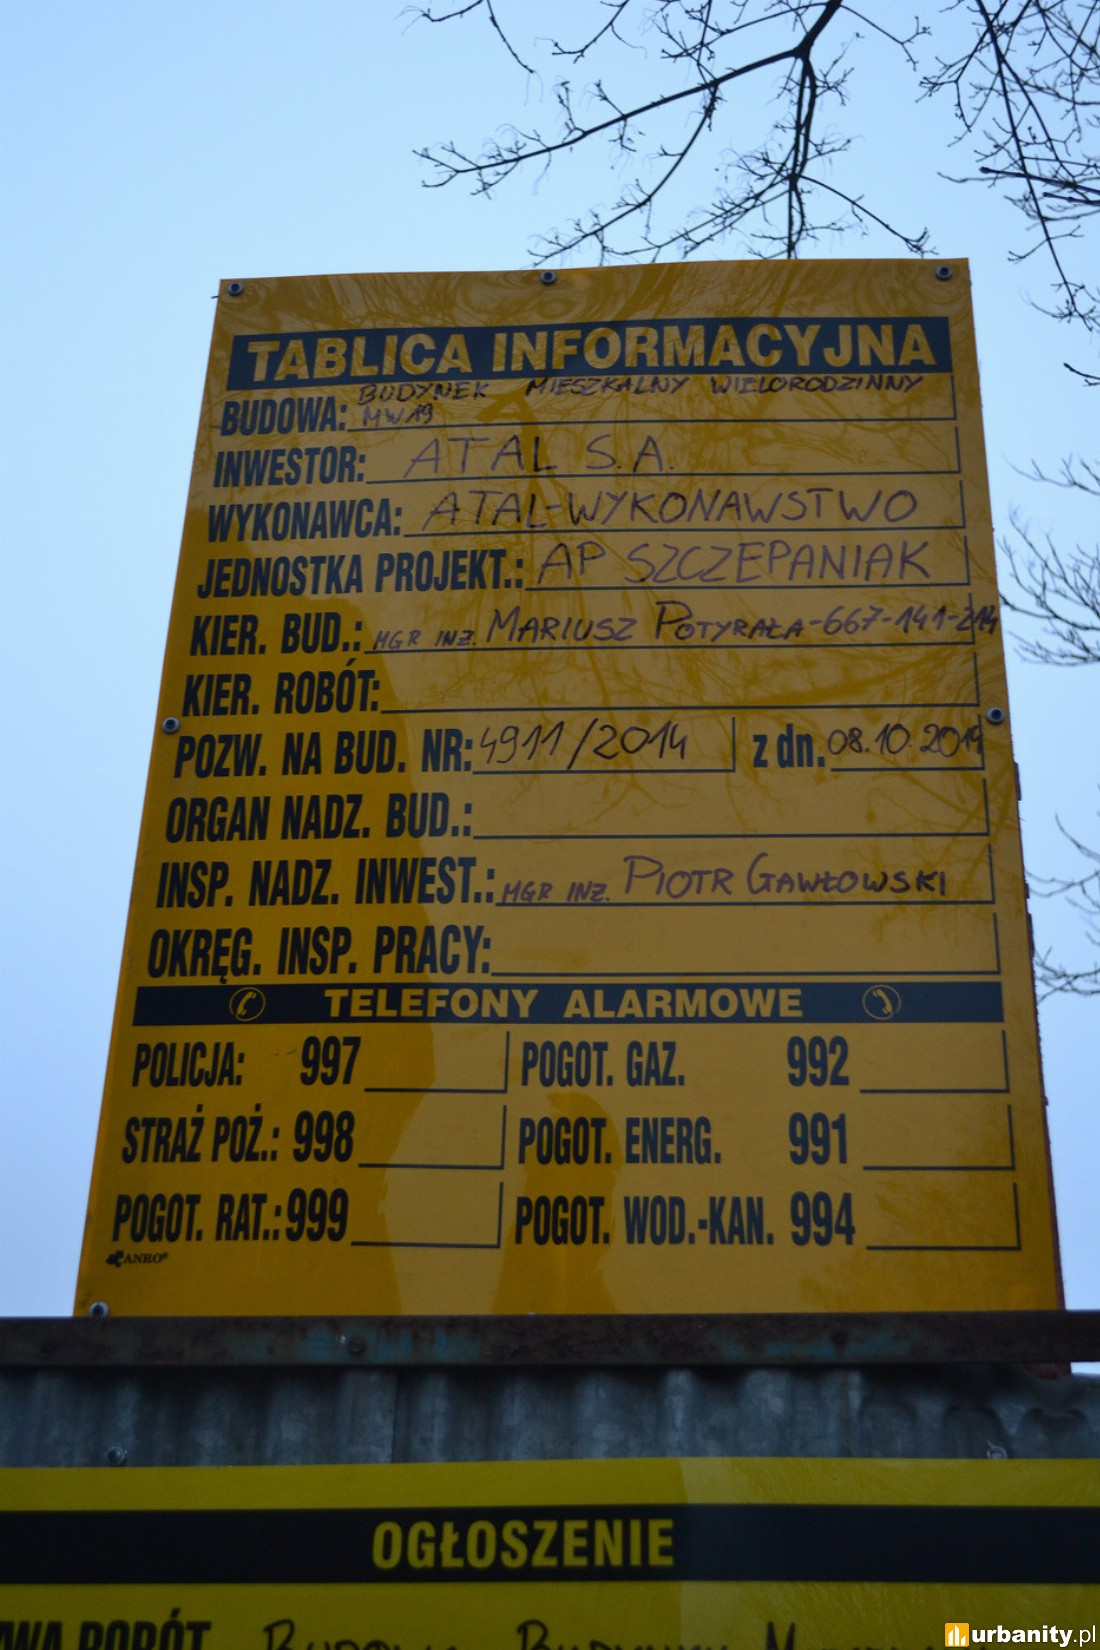 TABLICA INFORMACYJNA
BUDYNEK MIESZKALNY WIELORODZINNY
BUDOWA: MW19
INWESTOR: ATAL S.A.
WYKONAWCA: ATAL-WYKONAWSTWO
JEDNOSTKA PROJEKT.: AP SZCZEPANIAK
KIER. BUD.: MGR INŻ. MARIUSZ POTYRAŁA-667-141-214
KIER. ROBÓT:
POZW. NA BUD. NR: 4911/2014 z dn. 08.10.2014
ORGAN NADZ. BUD.:
INSP. NADZ. INWEST.: MGR INŻ. PIOTR GAWŁOWSKI
OKRĘG. INSP. PRACY:
TELEFONY ALARMOWE
POLICJA: 997 POGOT. GAZ. 992
STRAŻ POŻ.: 998 POGOT. ENERG. 991
POGOT. RAT.: 999 POGOT. WOD.-KAN. 994
ANRO®
OGŁOSZENIE
ROBÓT BUDOWA BUDYNKU
urbanity.pl